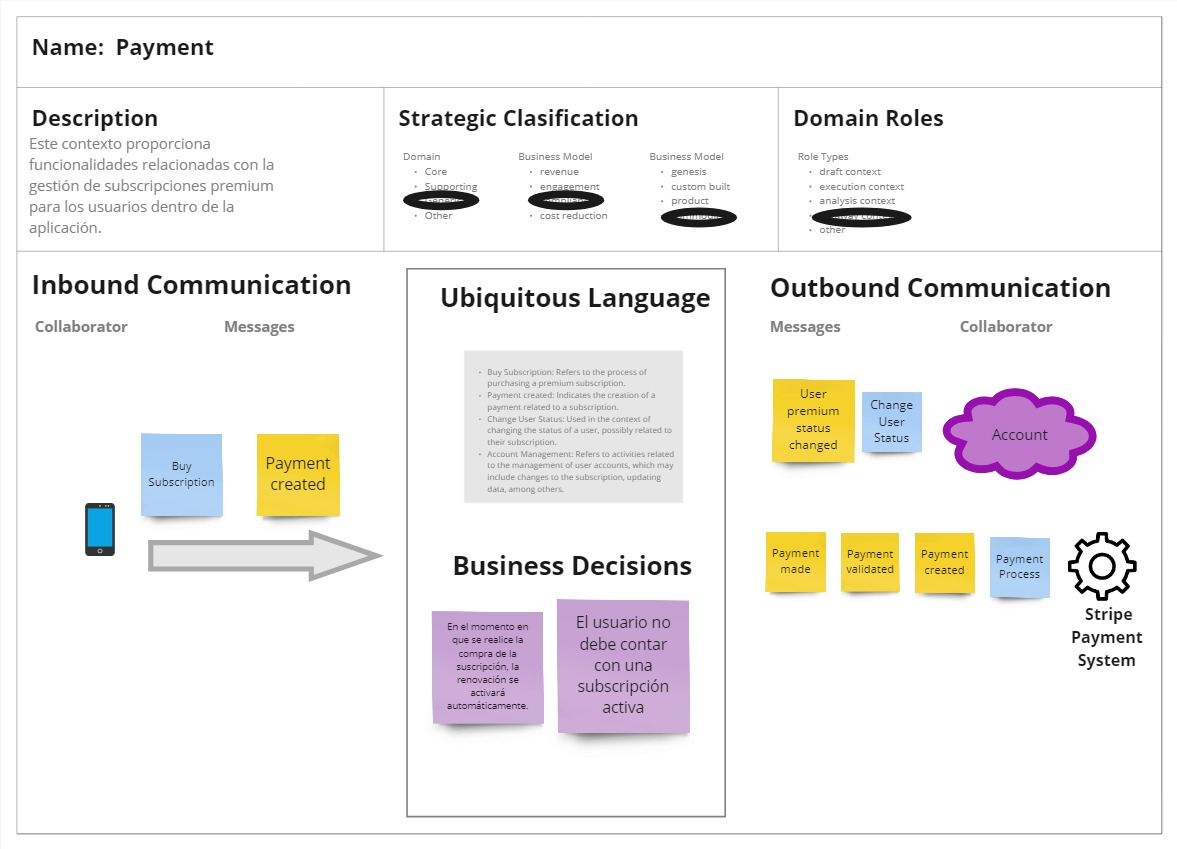 Name: Payment
Description
Este contexto proporciona
funcionalidades relacionadas con la
gestión de subscripciones premium
para los usuarios dentro de la
aplicación.
Strategic Clasification
Domain
• Core
• Supporting
• Other
Business Model
• revenue
• engagement
• cost reduction
Business Model
• genesis
• custom built
• product
Domain Roles
Role Types
• draft context
• execution context
• analysis context
• other
Inbound Communication
Collaborator
Messages
Buy
Subscription
Payment
created
Ubiquitous Language
• Buy Subscription: Refers to the process of
purchasing a premium subscription.
• Payment created: Indicates the creation of a
payment related to a subscription.
• Change User Status: Used in the context of
changing the status of a user, possibly related to
their subscription.
• Account Management: Refers to activities related
to the management of user accounts, which may
include changes to the subscription, updating
data, among others.
Business Decisions
En el momento en
que se realice la
compra de la
suscripción, la
renovación se
activará
automáticamente.
El usuario no
debe contar
con una
subscripción
activa
Outbound Communication
Messages
Collaborator
User
premium
status
changed
Change
User
Status
Account
Payment
made
Payment
validated
Payment
created
Payment
Process
Stripe
Payment
System